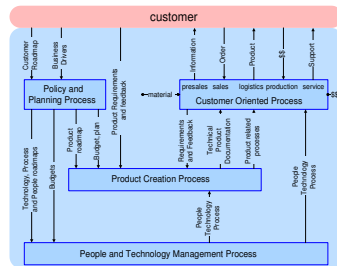 customer
Customer
Roadmap
Business
Drivers
Product Requirements
and feedback
Information
Order
Product
$$
Support
Policy and
Planning Process
material
presales sales logistics production service
Customer Oriented Process
$$
Technology, Process
and People roadmaps
Budgets
Product
roadmap
Budget, plan
Requirements
and Feedback
Technical
Product
Documentation
Product related
processes
People
Technology
Process
Product Creation Process
People
Technology
Process
People and Technology Management Process